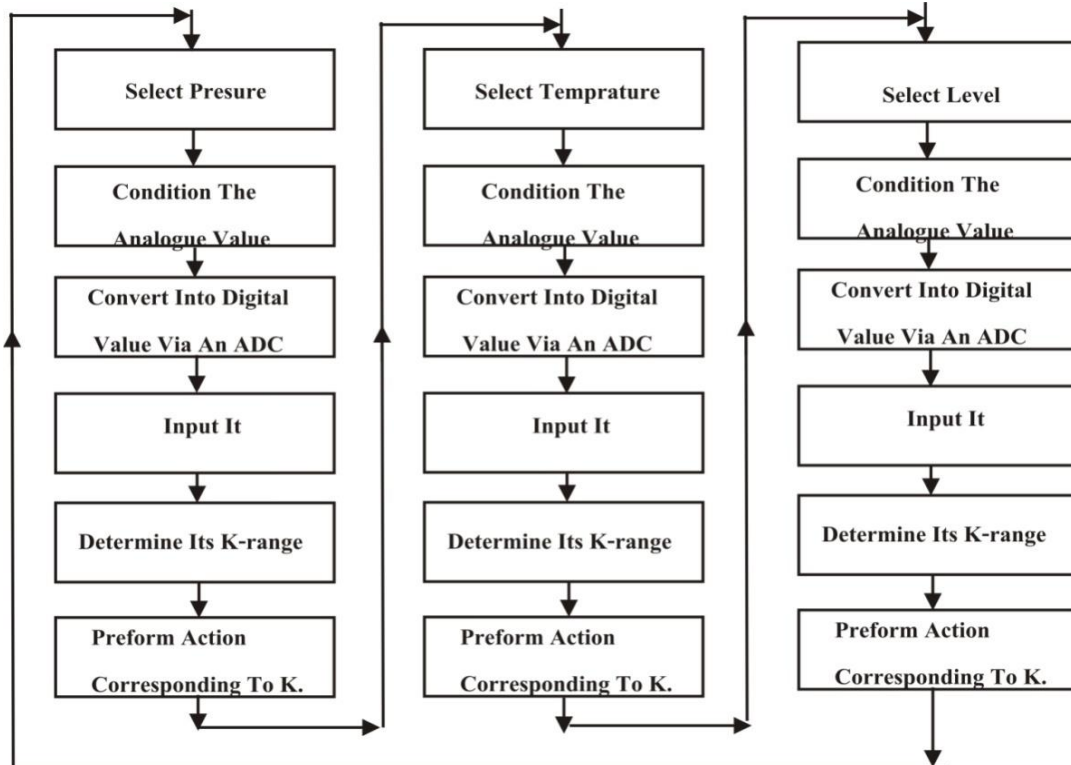 Select Presure
Condition The
Analogue Value
Convert Into Digital
Value Via An ADC
Input It
Determine Its K-range
Preform Action
Corresponding To K.
Select Temprature
Condition The
Analogue Value
Convert Into Digital
Value Via An ADC
Input It
Determine Its K-range
Preform Action
Corresponding To K.
Select Level
Condition The
Analogue Value
Convert Into Digital
Value Via An ADC
Input It
Determine Its K-range
Preform Action
Corresponding To K.